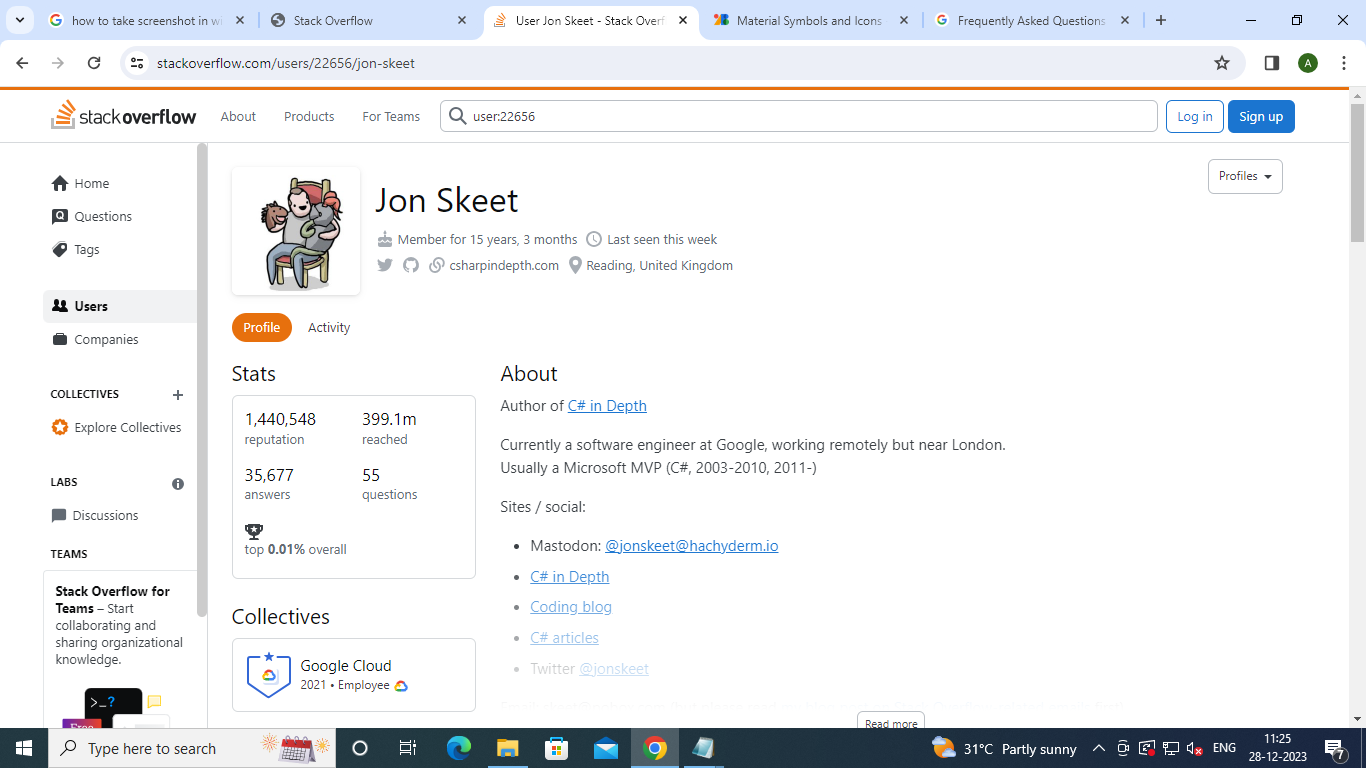 how to take screenshot in w
Stack Overflow
User Jon Skeet - Stack Overf
Material Symbols and Icons
Frequently Asked Questions
stackoverflow.com/users/22656/jon-skeet
A
stackoverflow
About
Products
For Teams
user:22656
Log in
Sign up
Home
Questions
Tags
Users
Companies
COLLECTIVES
Explore Collectives
LABS
Discussions
TEAMS
Stack Overflow for
Teams – Start
collaborating and
sharing organizational
knowledge.
>_?
Free
Profiles
Jon Skeet
Member for 15 years, 3 months
Last seen this week
csharpindepth.com
Reading, United Kingdom
Profile
Activity
Stats
1,440,548
reputation
399.1m
reached
35,677
answers
55
questions
top 0.01% overall
Collectives
Google Cloud
2021 • Employee
About
Author of C# in Depth
Currently a software engineer at Google, working remotely but near London.
Usually a Microsoft MVP (C#, 2003-2010, 2011-)
Sites / social:
• Mastodon: @jonskeet@hachyderm.io
• C# in Depth
• Coding blog
• C# articles
• Twitter @jonskeet
Read more
Type here to search
31°C Partly sunny
ENG
11:25
28-12-2023
7